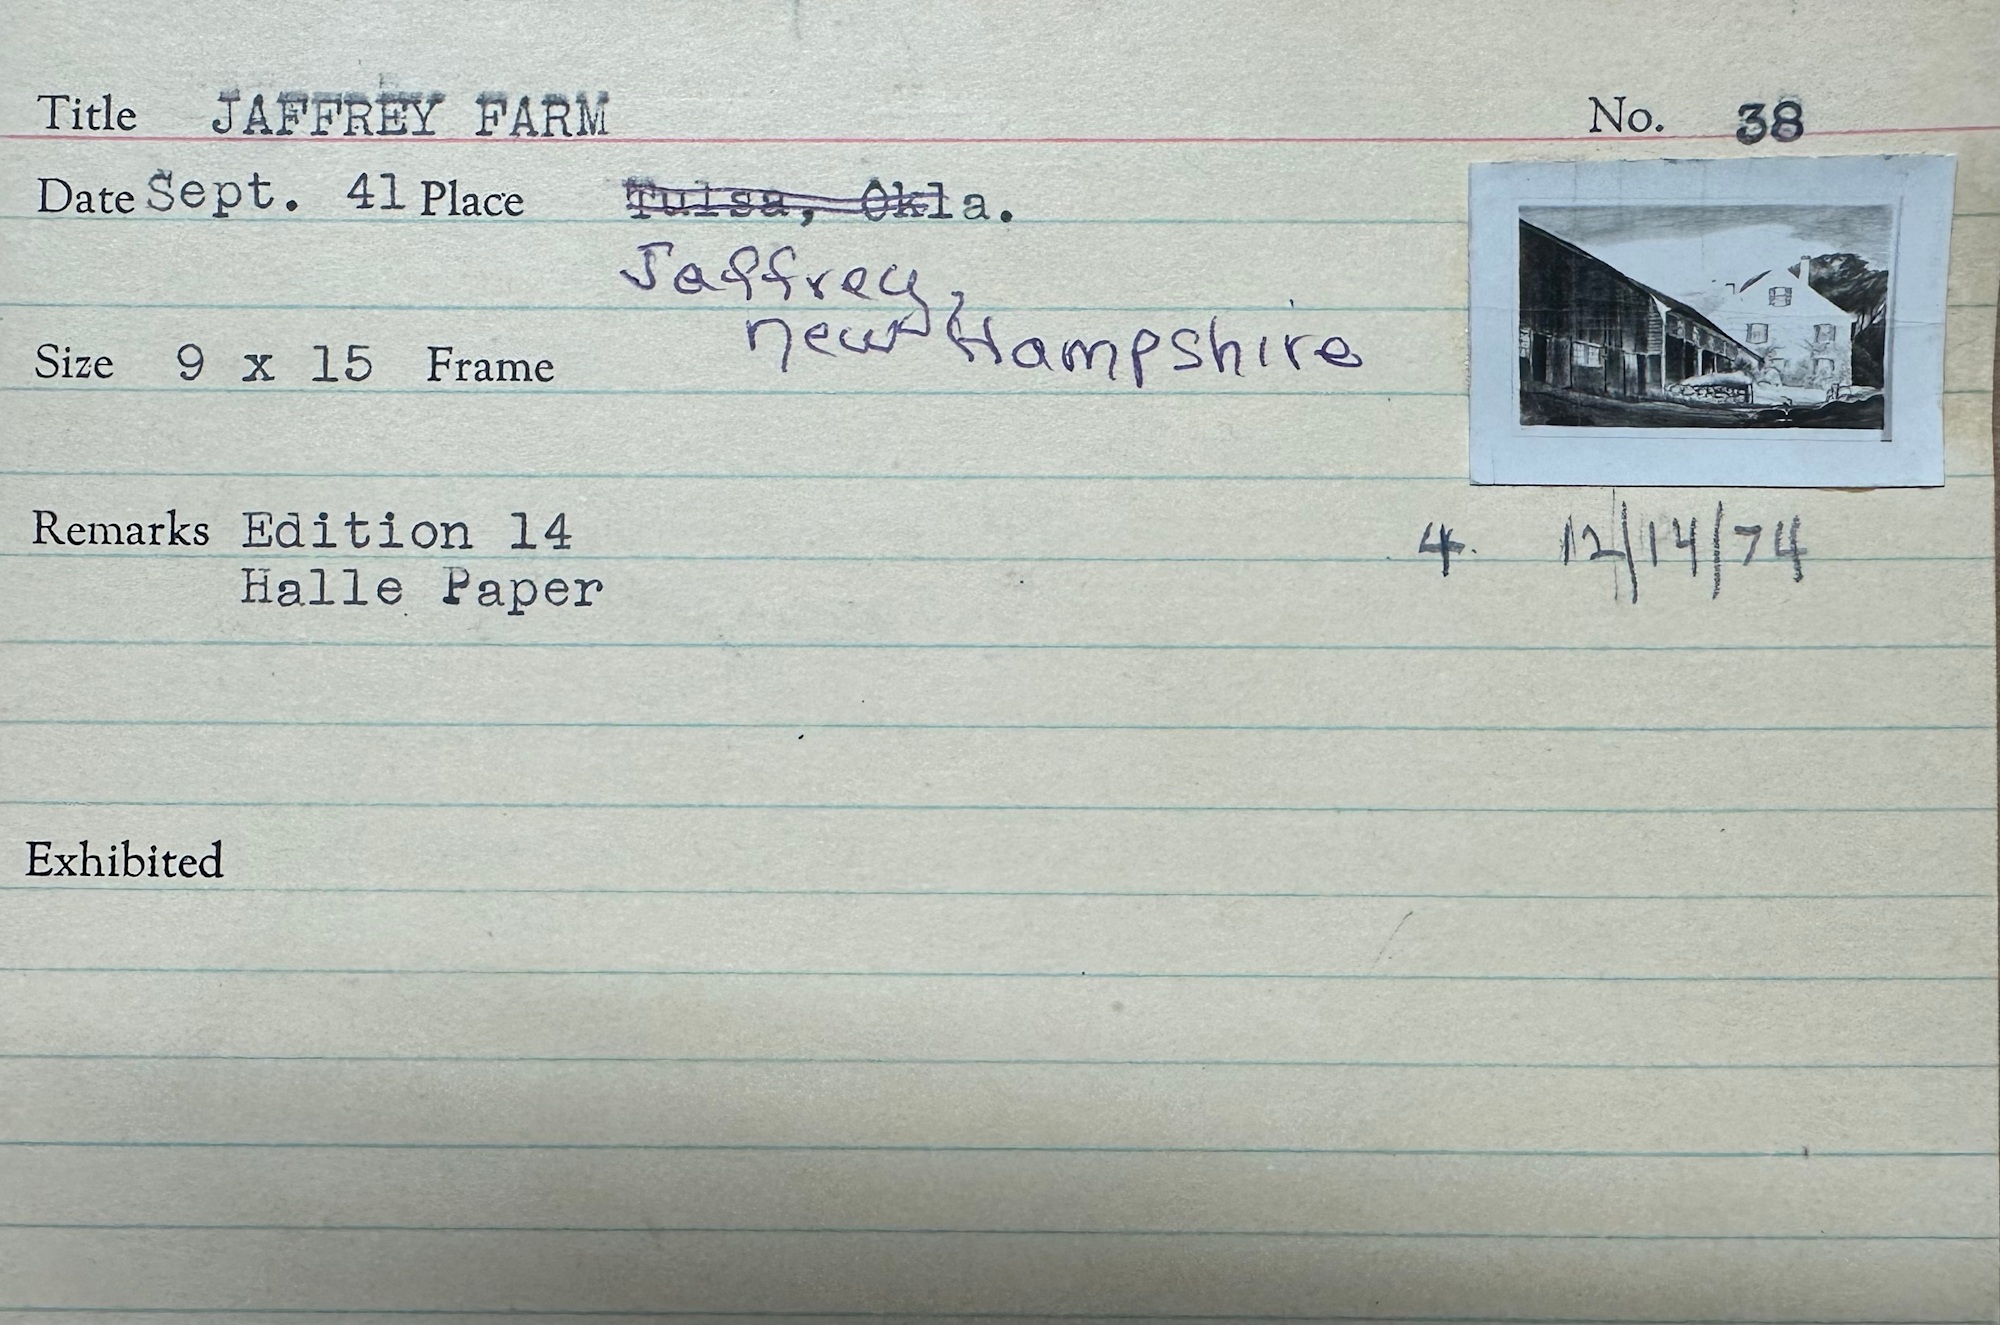 Title JAFFREY FARM No. 38
Date Sept. 41 Place Tulsa, Okla.
Jaffrey,
new Hampshire
Size 9 x 15 Frame
Remarks Edition 14 4. 12/14/74
Halle Paper
Exhibited